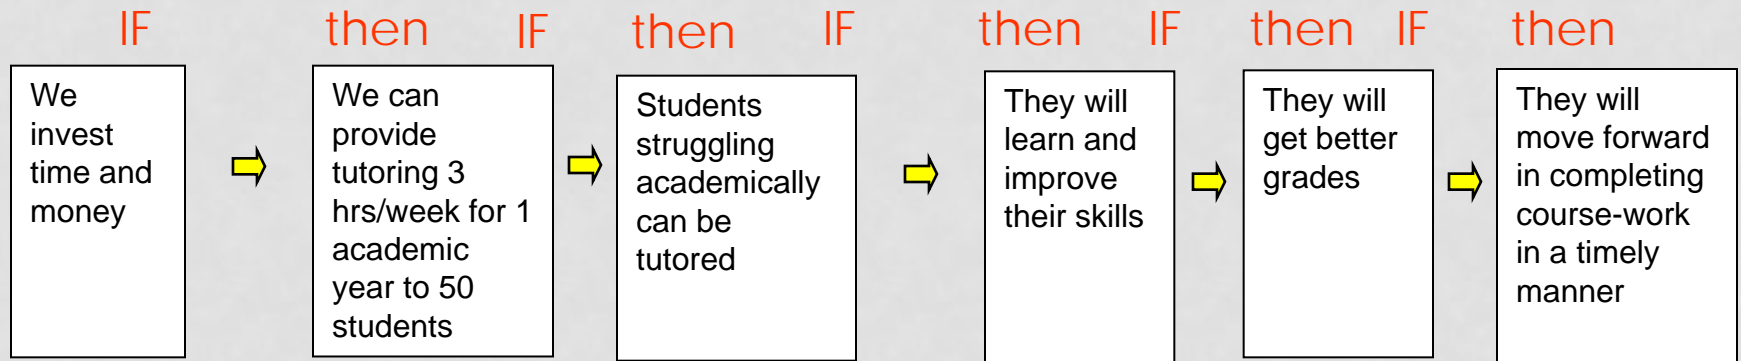 IF then IF then IF then IF then IF then
We
invest
time and
money
We can
provide
tutoring 3
hrs/week for 1
academic
year to 50
students
Students
struggling
academically
can be
tutored
They will
learn and
improve
their skills
They will
get better
grades
They will
move forward
in completing
course-work
in a timely
manner